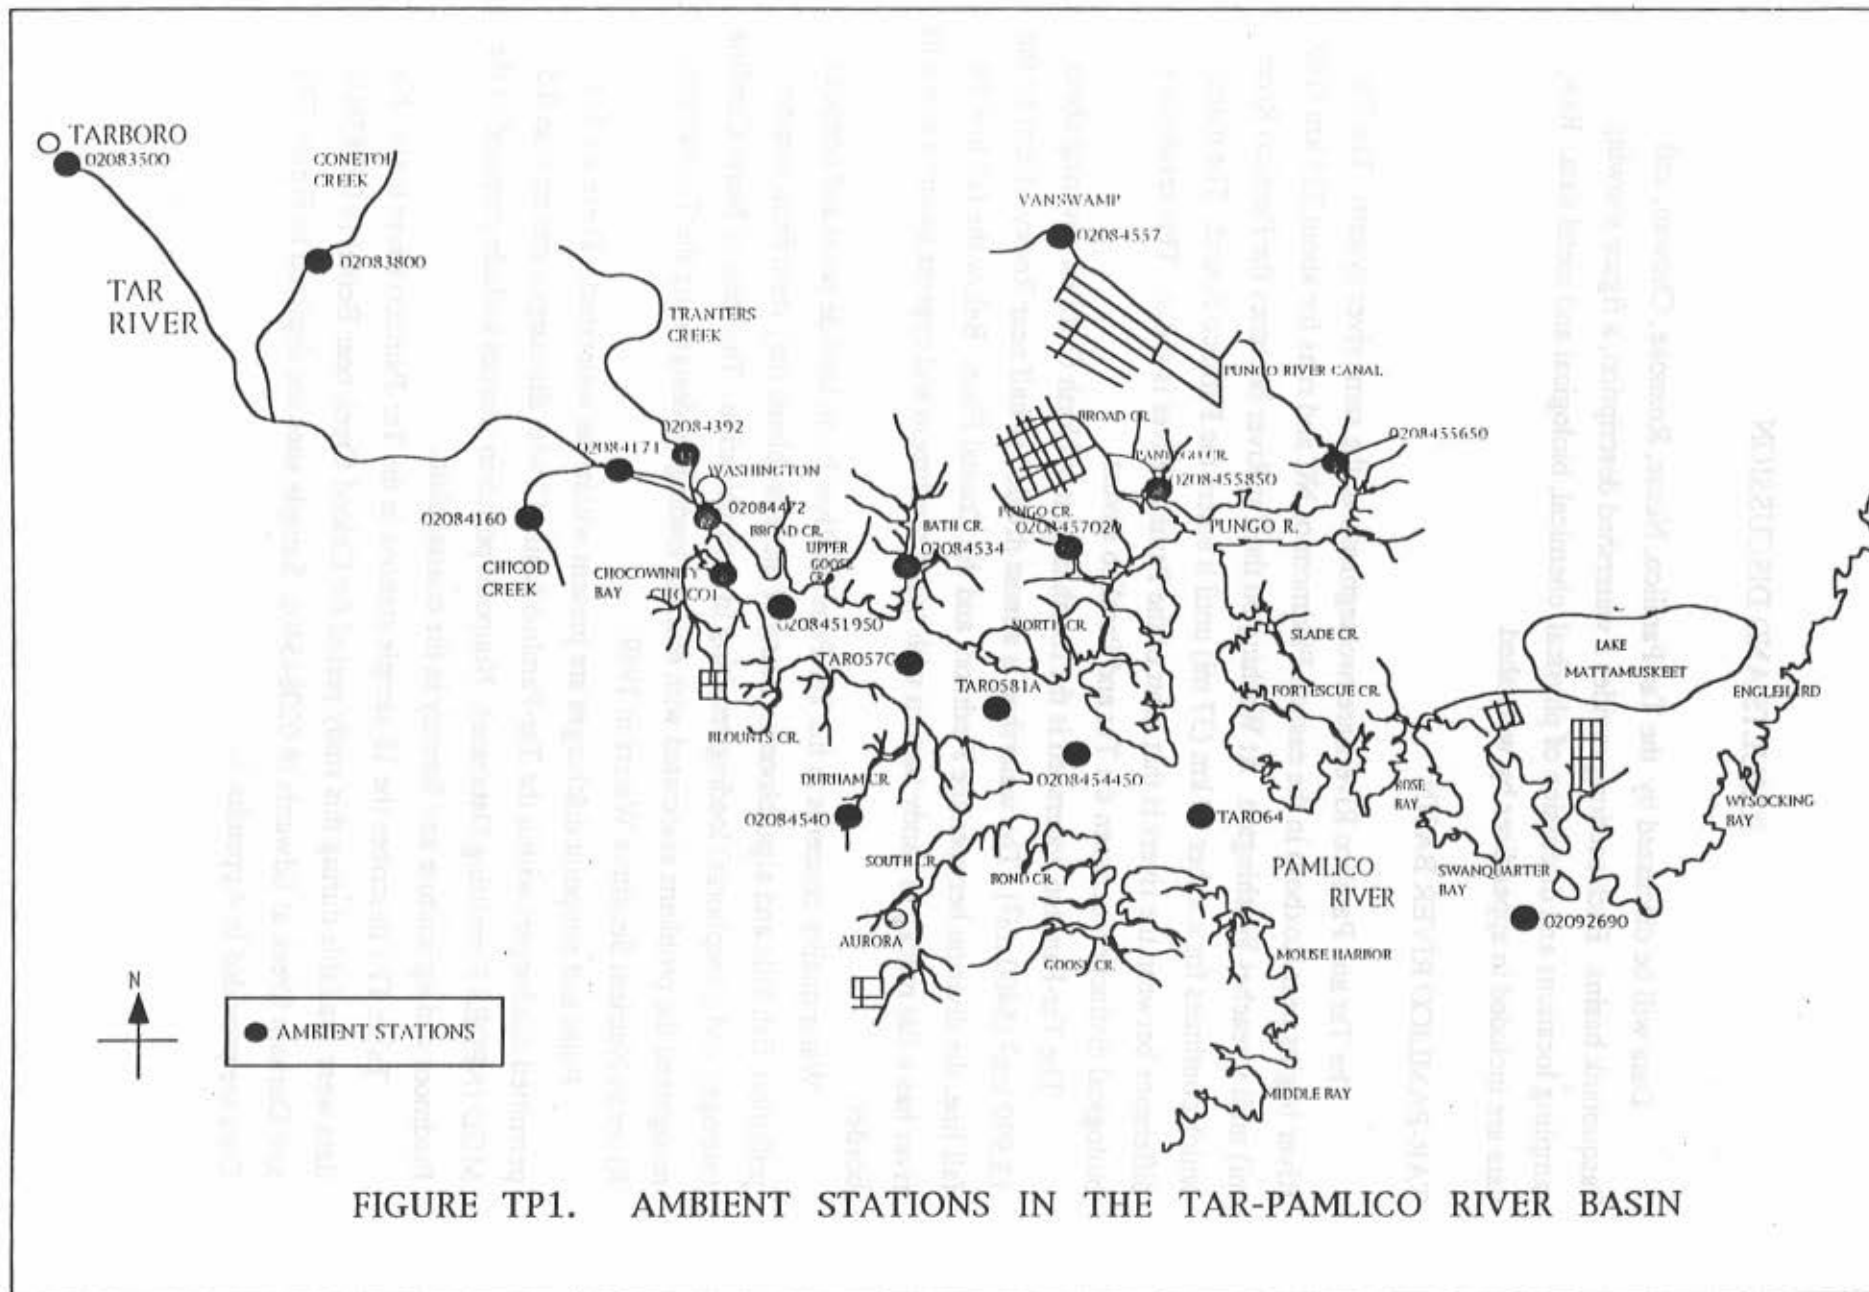 TARBORO
02083500
CONETOE
CREEK
02083800
TAR
RIVER
TRANTERS
CREEK
VANSWAMP
02084557
PUNGO RIVER CANAL
BROAD CR.
0208455650
PANTEGO CR.
0208455850
PUNGO CR.
0208457020
PUNGO R.
02084392
02084171
WASHINGTON
02084472
02084160
CHICOD
CREEK
BROAD CR.
UPPER
GOOSE
CR.
BATH CR.
02084534
CHOCOWINITY
BAY
CHOCO1
0208451950
NORTH CR.
SLADE CR.
LAKE
MATTAMUSKEET
TAR057C
TAR0581A
FORTESCUE CR.
ENGLEHARD
BLOUNTS CR.
DURHAM CR.
0208454450
ROSE
BAY
WYSOCKING
BAY
02084540
TAR064
SOUTH CR.
BOND CR.
PAMLICO
RIVER
SWANQUARTER
BAY
02092690
AURORA
GOOSE CR.
MOUSE HARBOR
N
AMBIENT STATIONS
MIDDLE BAY
FIGURE TP1. AMBIENT STATIONS IN THE TAR-PAMLICO RIVER BASIN